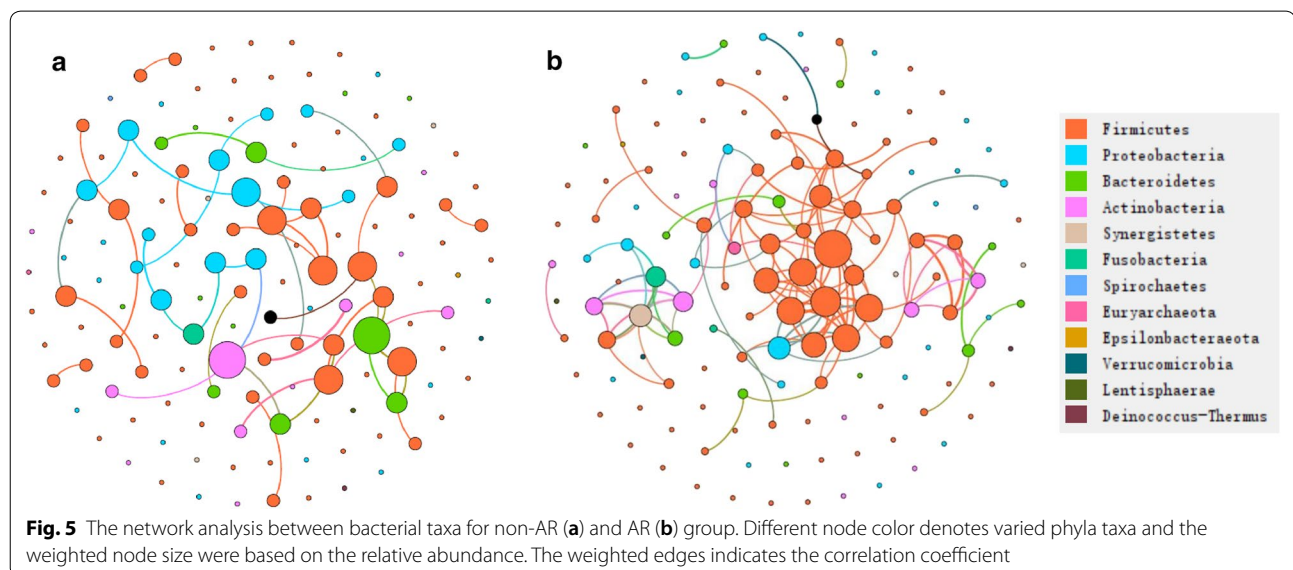 a
b
Firmicutes
Proteobacteria
Bacteroidetes
Actinobacteria
Synergistetes
Fusobacteria
Spirochaetes
Euryarchaeota
Epsilonbacteraeota
Verrucomicrobia
Lentisphaerae
Deinococcus-Thermus
Fig. 5 The network analysis between bacterial taxa for non-AR (a) and AR (b) group. Different node color denotes varied phyla taxa and the
weighted node size were based on the relative abundance. The weighted edges indicates the correlation coefficient